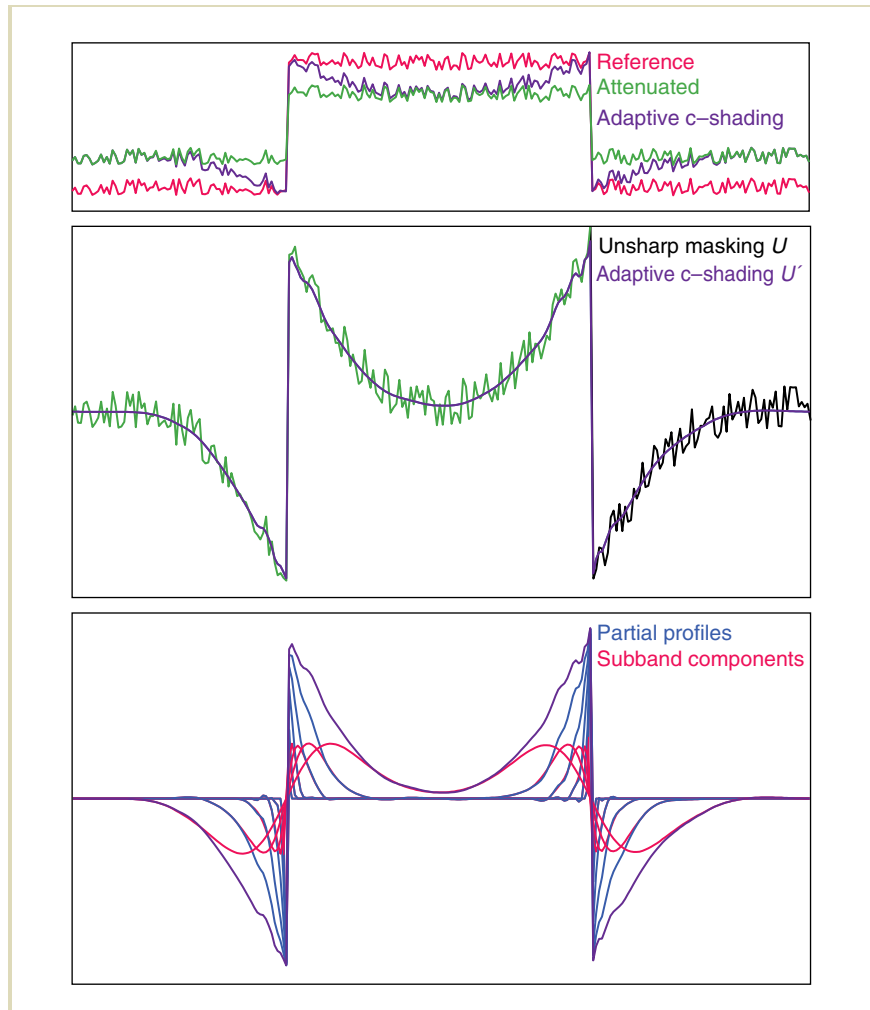 Reference
Attenuated
Adaptive c–shading
Unsharp masking U
Adaptive c–shading U´
Partial profiles
Subband components